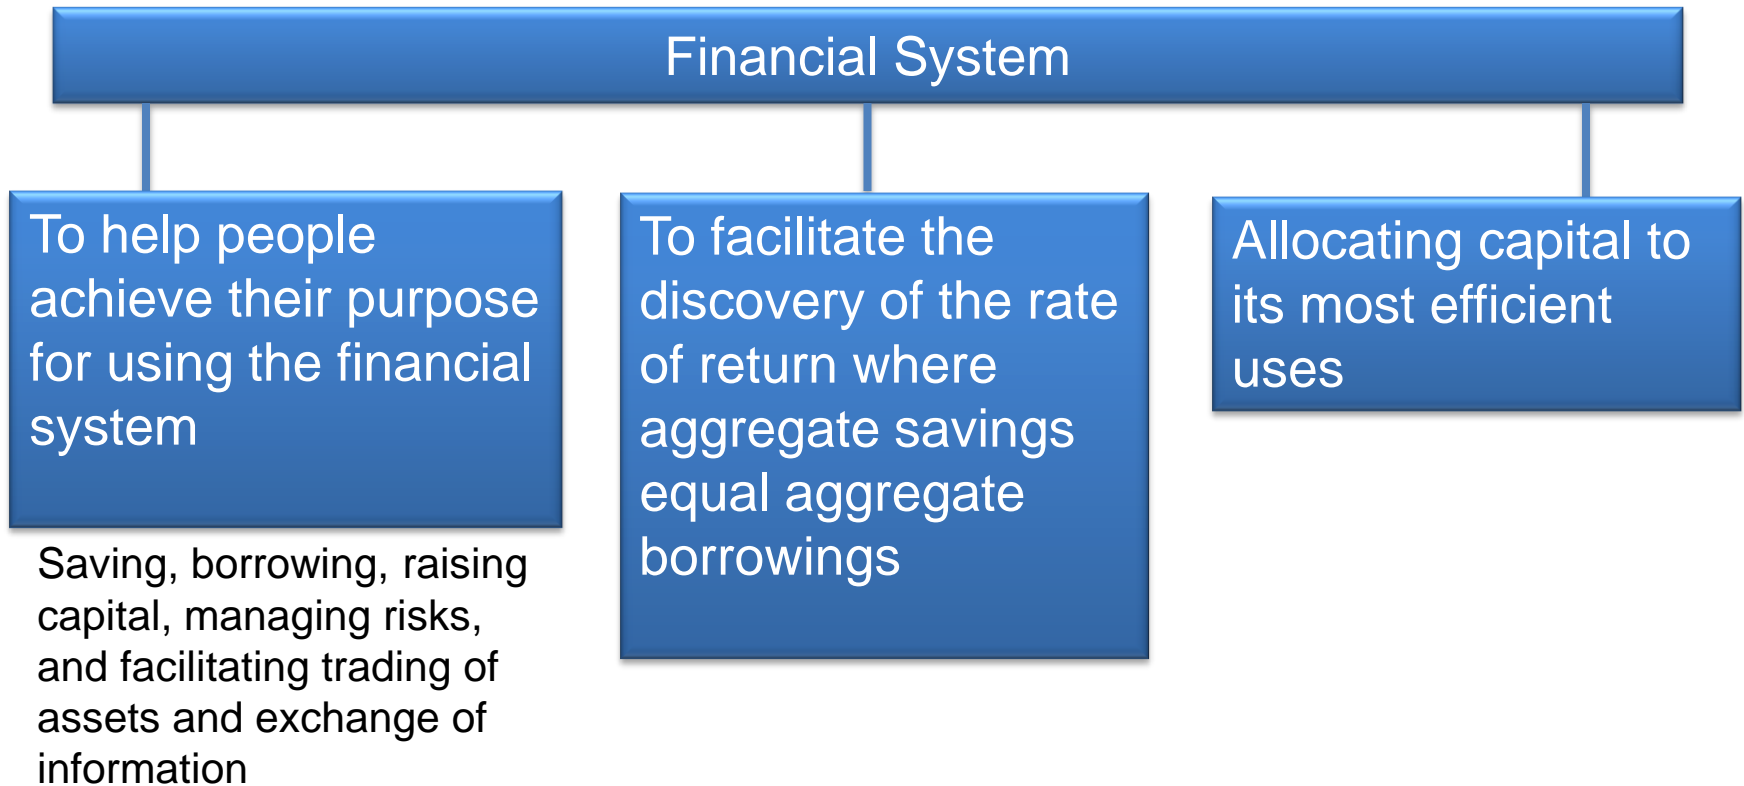 Financial System
To help people
achieve their purpose
for using the financial
system
Saving, borrowing, raising
capital, managing risks,
and facilitating trading of
assets and exchange of
information
To facilitate the
discovery of the rate
of return where
aggregate savings
equal aggregate
borrowings
Allocating capital to
its most efficient
uses